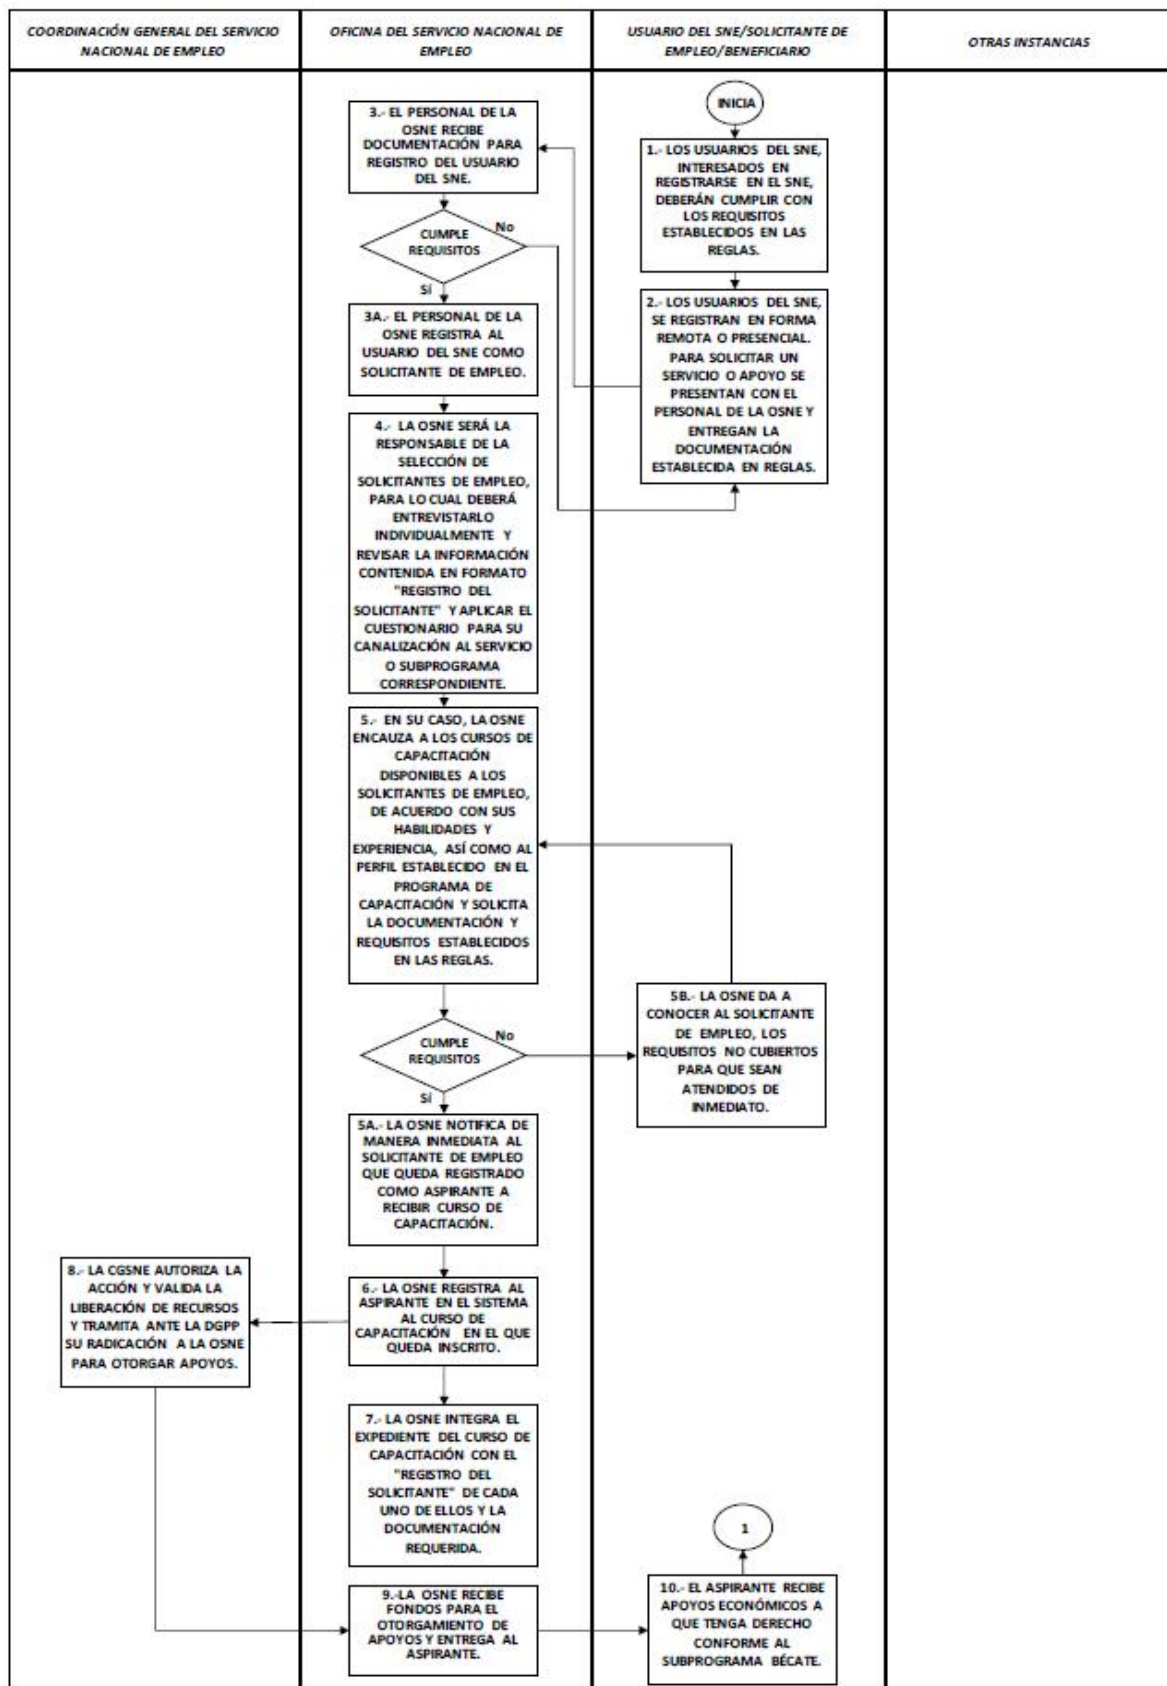 COORDINACIÓN GENERAL DEL SERVICIO
NACIONAL DE EMPLEO
OFICINA DEL SERVICIO NACIONAL DE
EMPLEO
USUARIO DEL SNE/SOLICITANTE DE
EMPLEO/BENEFICIARIO
OTRAS INSTANCIAS
INICIA
1.- LOS USUARIOS DEL SNE,
INTERESADOS EN
REGISTRARSE EN EL SNE,
DEBERÁN CUMPLIR CON
LOS REQUISITOS
ESTABLECIDOS EN LAS
REGLAS.
2.- LOS USUARIOS DEL SNE,
SE REGISTRAN EN FORMA
REMOTA O PRESENCIAL.
PARA SOLICITAR UN
SERVICIO O APOYO SE
PRESENTAN CON EL
PERSONAL DE LA OSNE Y
ENTREGAN LA
DOCUMENTACIÓN
ESTABLECIDA EN REGLAS.
3.- EL PERSONAL DE LA
OSNE RECIBE
DOCUMENTACIÓN PARA
REGISTRO DEL USUARIO
DEL SNE.
CUMPLE
REQUISITOS
No
Sí
3A.- EL PERSONAL DE LA
OSNE REGISTRA AL
USUARIO DEL SNE COMO
SOLICITANTE DE EMPLEO.
4.- LA OSNE SERÁ LA
RESPONSABLE DE LA
SELECCIÓN DE
SOLICITANTES DE EMPLEO,
PARA LO CUAL DEBERÁ
ENTREVISTARLO
INDIVIDUALMENTE Y
REVISAR LA INFORMACIÓN
CONTENIDA EN FORMATO
"REGISTRO DEL
SOLICITANTE" Y APLICAR EL
CUESTIONARIO PARA SU
CANALIZACIÓN AL SERVICIO
O SUBPROGRAMA
CORRESPONDIENTE.
5.- EN SU CASO, LA OSNE
ENCAUZA A LOS CURSOS DE
CAPACITACIÓN
DISPONIBLES A LOS
SOLICITANTES DE EMPLEO,
DE ACUERDO CON SUS
HABILIDADES Y
EXPERIENCIA, ASÍ COMO AL
PERFIL ESTABLECIDO EN EL
PROGRAMA DE
CAPACITACIÓN Y SOLICITA
LA DOCUMENTACIÓN Y
REQUISITOS ESTABLECIDOS
EN LAS REGLAS.
CUMPLE
REQUISITOS
No
Sí
5B.- LA OSNE DA A
CONOCER AL SOLICITANTE
DE EMPLEO, LOS
REQUISITOS NO CUBIERTOS
PARA QUE SEAN
ATENDIDOS DE
INMEDIATO.
5A.- LA OSNE NOTIFICA DE
MANERA INMEDIATA AL
SOLICITANTE DE EMPLEO
QUE QUEDA REGISTRADO
COMO ASPIRANTE A
RECIBIR CURSO DE
CAPACITACIÓN.
6.- LA OSNE REGISTRA AL
ASPIRANTE EN EL SISTEMA
AL CURSO DE
CAPACITACIÓN EN EL QUE
QUEDA INSCRITO.
8.- LA CGSNE AUTORIZA LA
ACCIÓN Y VALIDA LA
LIBERACIÓN DE RECURSOS
Y TRAMITA ANTE LA DGPP
SU RADICACIÓN A LA OSNE
PARA OTORGAR APOYOS.
7.- LA OSNE INTEGRA EL
EXPEDIENTE DEL CURSO DE
CAPACITACIÓN CON EL
"REGISTRO DEL
SOLICITANTE" DE CADA
UNO DE ELLOS Y LA
DOCUMENTACIÓN
REQUERIDA.
9.-LA OSNE RECIBE
FONDOS PARA EL
OTORGAMIENTO DE
APOYOS Y ENTREGA AL
ASPIRANTE.
10.- EL ASPIRANTE RECIBE
APOYOS ECONÓMICOS A
QUE TENGA DERECHO
CONFORME AL
SUBPROGRAMA BÉCATE.
1